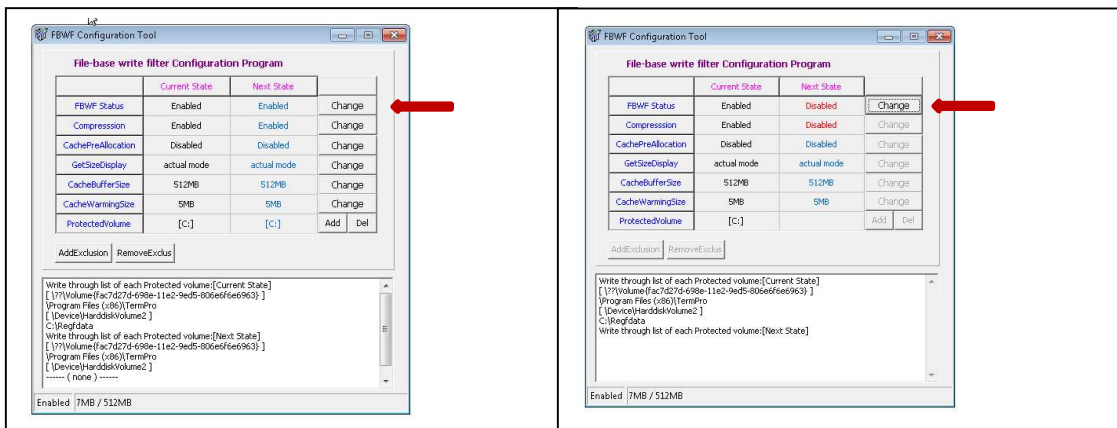 FBWF Configuration Tool
File-base write filter Configuration Program
Current State Next State
FBWF Status Enabled Enabled Change
Compresssion Enabled Enabled Change
CachePreAllocation Disabled Disabled Change
GetSizeDisplay actual mode actual mode Change
CacheBufferSize 512MB 512MB Change
CacheWarmingSize 5MB 5MB Change
ProtectedVolume [C:] [C:] Add Del
AddExclusion RemoveExclus
Write through list of each Protected volume:[Current State]
[ \??\Volume{fac7d27d-698e-11e2-9ed5-806e6f6e6963} ]
\Program Files (x86)\TermPro
[ \Device\HarddiskVolume2 ]
C:\Regfdata
Write through list of each Protected volume:[Next State]
[ \??\Volume{fac7d27d-698e-11e2-9ed5-806e6f6e6963} ]
\Program Files (x86)\TermPro
[ \Device\HarddiskVolume2 ]
------ ( none ) ------
Enabled 7MB / 512MB
FBWF Configuration Tool
File-base write filter Configuration Program
Current State Next State
FBWF Status Enabled Disabled Change
Compresssion Enabled Disabled Change
CachePreAllocation Disabled Disabled Change
GetSizeDisplay actual mode actual mode Change
CacheBufferSize 512MB 512MB Change
CacheWarmingSize 5MB 5MB Change
ProtectedVolume [C:] Add Del
AddExclusion RemoveExclus
Write through list of each Protected volume:[Current State]
[ \??\Volume{fac7d27d-698e-11e2-9ed5-806e6f6e6963} ]
\Program Files (x86)\TermPro
[ \Device\HarddiskVolume2 ]
C:\Regfdata
Write through list of each Protected volume:[Next State]
Enabled 7MB / 512MB